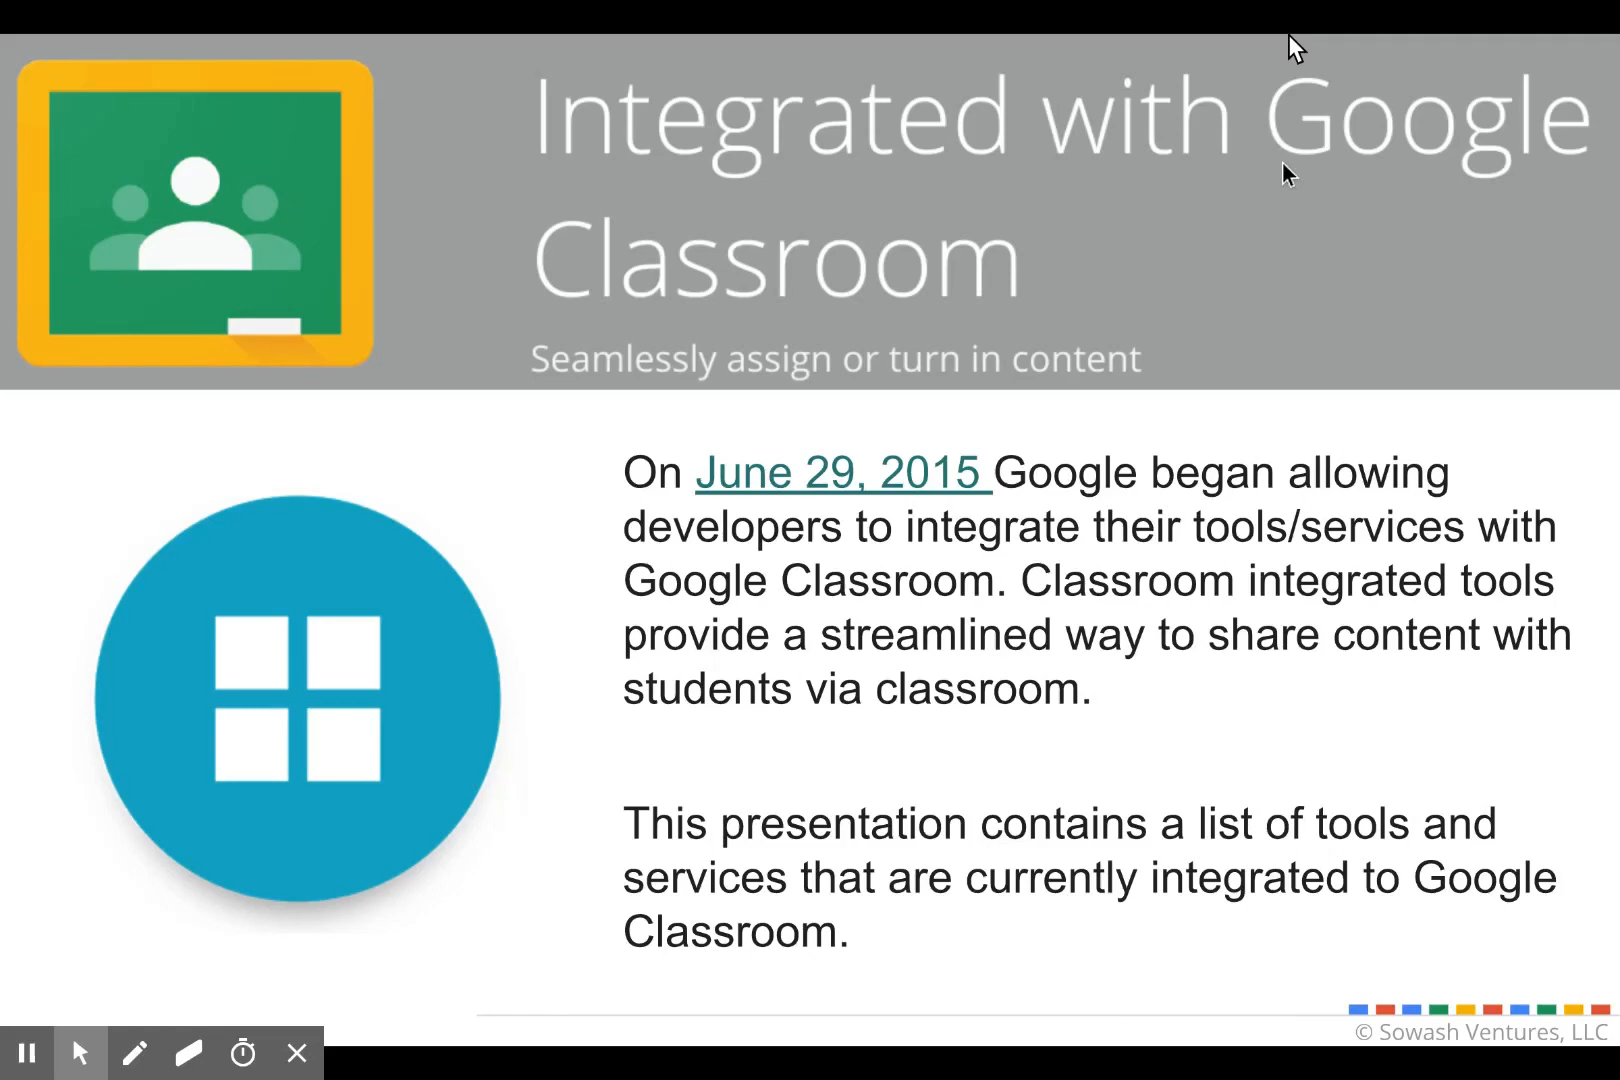 Integrated with Google
Classroom
Seamlessly assign or turn in content
On June 29, 2015 Google began allowing
developers to integrate their tools/services with
Google Classroom. Classroom integrated tools
provide a streamlined way to share content with
students via classroom.
This presentation contains a list of tools and
services that are currently integrated to Google
Classroom.
© Sowash Ventures, LLC